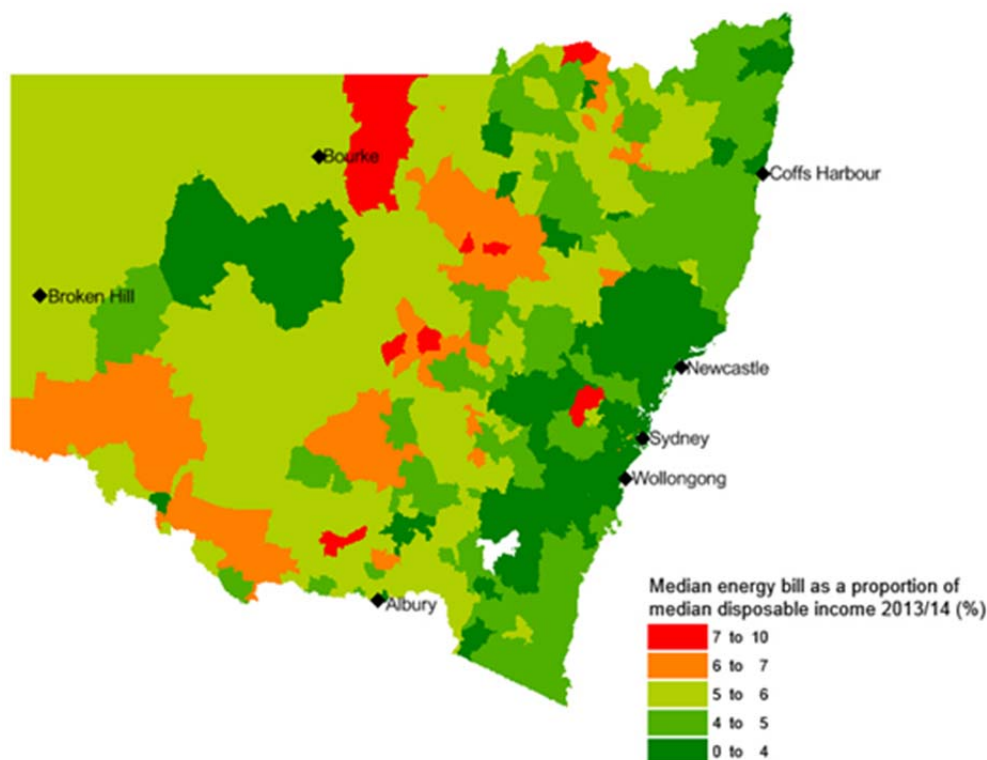 Bourke
Coffs Harbour
Broken Hill
Newcastle
Sydney
Wollongong
Albury
Median energy bill as a proportion of
median disposable income 2013/14 (%)
7 to 10
6 to 7
5 to 6
4 to 5
0 to 4